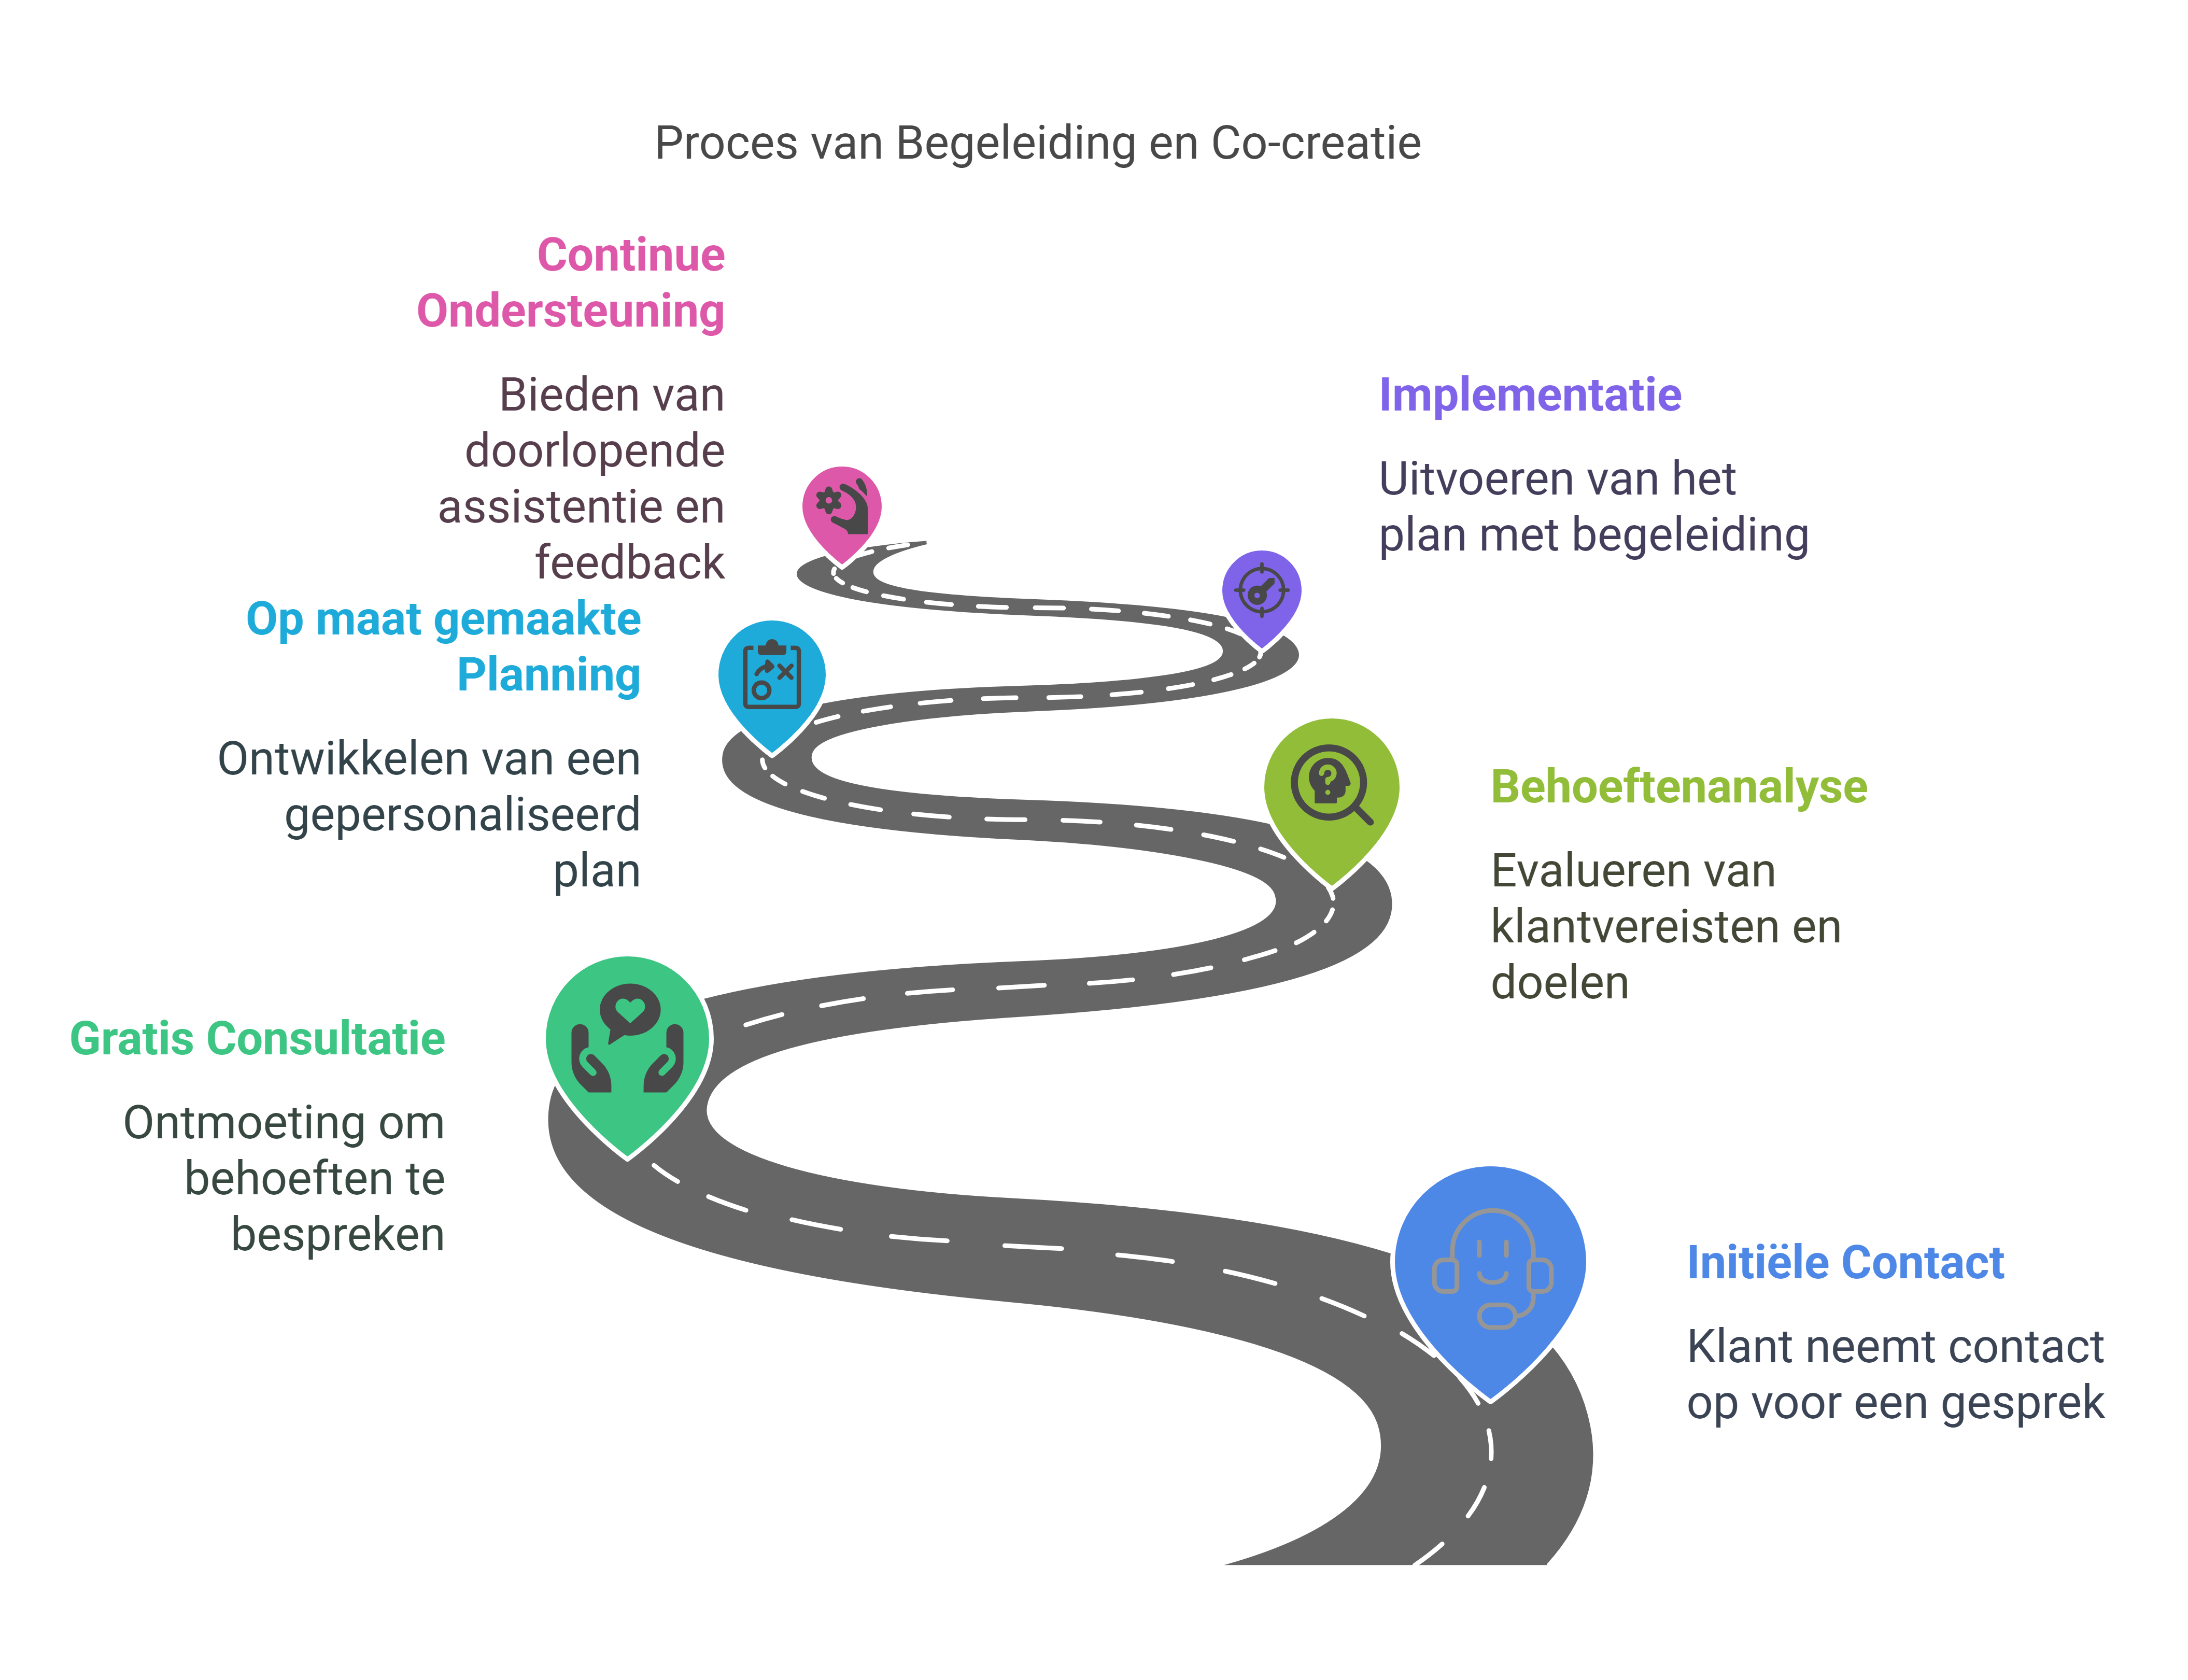 Proces van Begeleiding en Co-creatie
Continue
Ondersteuning
Bieden van
doorlopende
assistentie en
feedback
Implementatie
Uitvoeren van het
plan met begeleiding
Op maat gemaakte
Planning
Ontwikkelen van een
gepersonaliseerd
plan
Behoeftenanalyse
Evalueren van
klantvereisten en
doelen
Gratis Consultatie
Ontmoeting om
behoeften te
bespreken
Initiële Contact
Klant neemt contact
op voor een gesprek